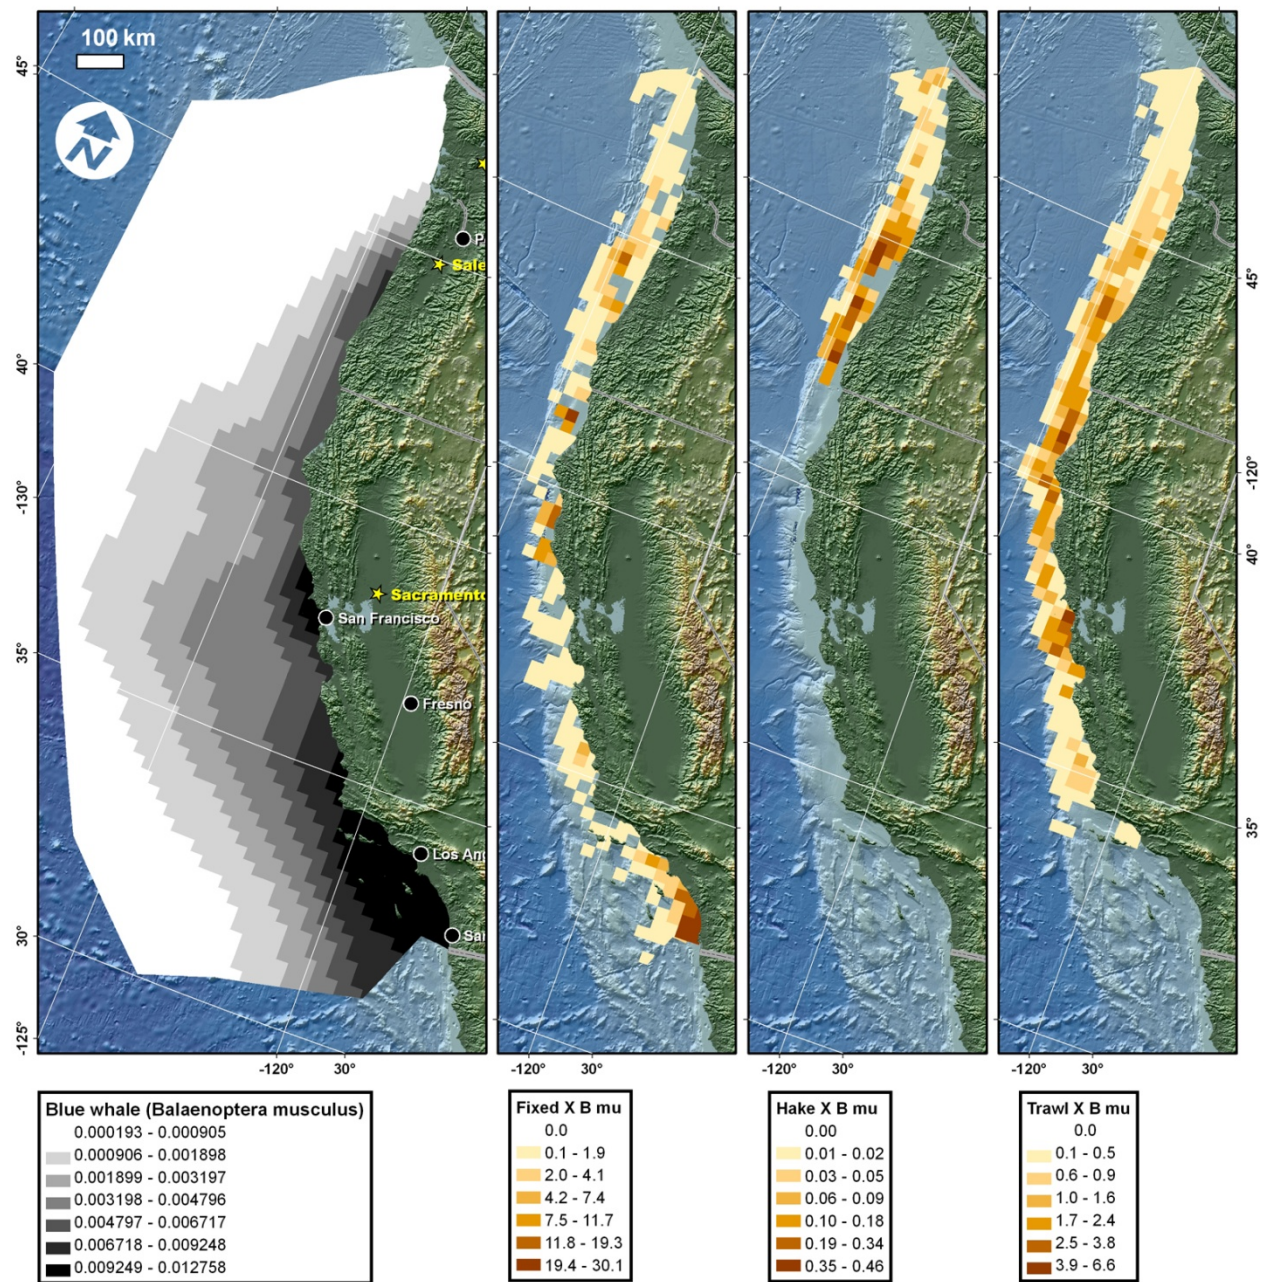 100 km
45°
N
P
Sale
40°
45°
-130°
-120°
40°
Sacramento
San Francisco
35°
Fresno
35°
Los An
30°
Sa
-125°
-120° 30° -120° 30° -120° 30°
Blue whale (Balaenoptera musculus)
0.000193 - 0.000905
0.000906 - 0.001898
0.001899 - 0.003197
0.003198 - 0.004796
0.004797 - 0.006717
0.006718 - 0.009248
0.009249 - 0.012758
Fixed X B mu
0.0
0.1 - 1.9
2.0 - 4.1
4.2 - 7.4
7.5 - 11.7
11.8 - 19.3
19.4 - 30.1
Hake X B mu
0.00
0.01 - 0.02
0.03 - 0.05
0.06 - 0.09
0.10 - 0.18
0.19 - 0.34
0.35 - 0.46
Trawl X B mu
0.0
0.1 - 0.5
0.6 - 0.9
1.0 - 1.6
1.7 - 2.4
2.5 - 3.8
3.9 - 6.6